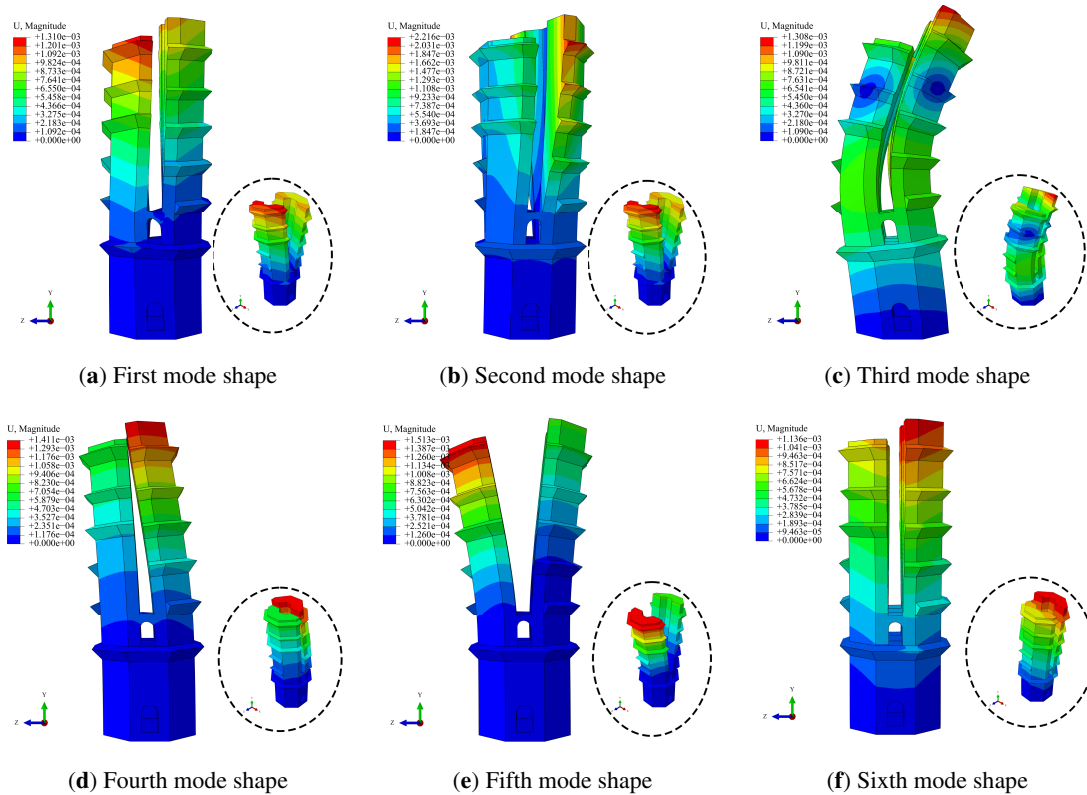 U, Magnitude
+1.310e−03
+1.201e−03
+1.092e−03
+9.824e−04
+8.733e−04
+7.641e−04
+6.550e−04
+5.458e−04
+4.366e−04
+3.275e−04
+2.183e−04
+1.092e−04
+0.000e+00
Y
Z
(a) First mode shape
U, Magnitude
+2.216e−03
+2.031e−03
+1.847e−03
+1.662e−03
+1.477e−03
+1.293e−03
+1.108e−03
+9.233e−04
+7.387e−04
+5.540e−04
+3.693e−04
+1.847e−04
+0.000e+00
Y
Z
(b) Second mode shape
U, Magnitude
+1.308e−03
+1.199e−03
+1.090e−03
+9.811e−04
+8.721e−04
+7.631e−04
+6.541e−04
+5.450e−04
+4.360e−04
+3.270e−04
+2.180e−04
+1.090e−04
+0.000e+00
Y
Z
(c) Third mode shape
U, Magnitude
+1.411e−03
+1.293e−03
+1.176e−03
+1.058e−03
+9.406e−04
+8.230e−04
+7.054e−04
+5.879e−04
+4.703e−04
+3.527e−04
+2.351e−04
+1.176e−04
+0.000e+00
Y
Z
(d) Fourth mode shape
U, Magnitude
+1.513e−03
+1.387e−03
+1.260e−03
+1.134e−03
+1.008e−03
+8.823e−04
+7.563e−04
+6.302e−04
+5.042e−04
+3.781e−04
+2.521e−04
+1.260e−04
+0.000e+00
Y
Z
(e) Fifth mode shape
U, Magnitude
+1.136e−03
+1.041e−03
+9.463e−04
+8.517e−04
+7.571e−04
+6.624e−04
+5.678e−04
+4.732e−04
+3.785e−04
+2.839e−04
+1.893e−04
+9.463e−05
+0.000e+00
Y
Z
(f) Sixth mode shape